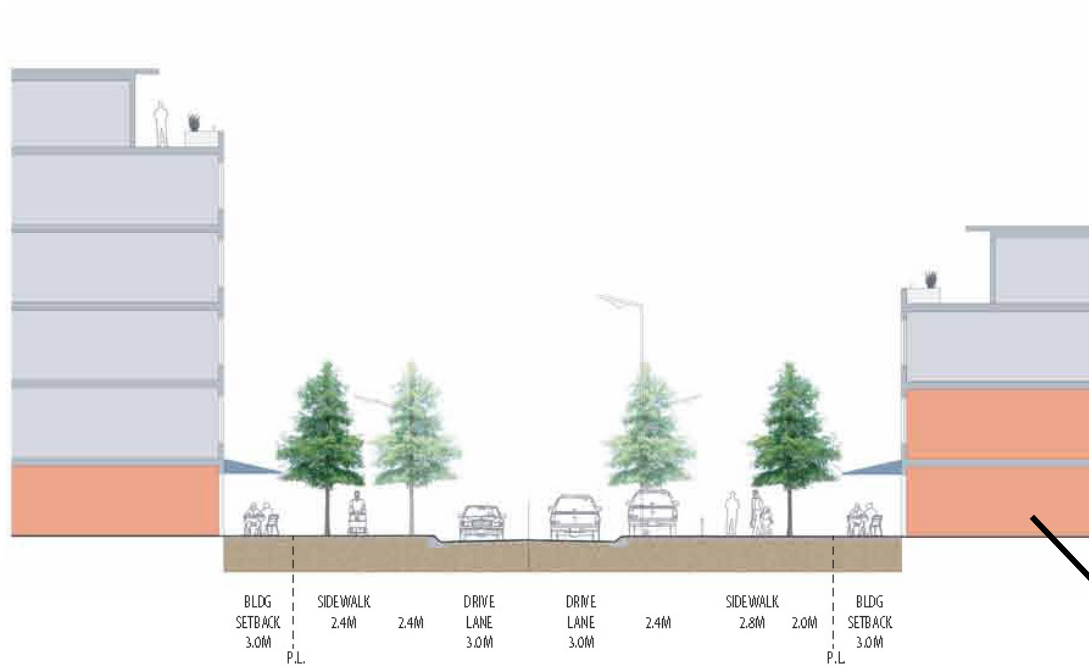 BLDG SETBACK 3.0M
P.L.
SIDEWALK 2.4M
2.4M
DRIVE LANE 3.0M
DRIVE LANE 3.0M
2.4M
SIDEWALK 2.8M
2.0M
P.L.
BLDG SETBACK 3.0M